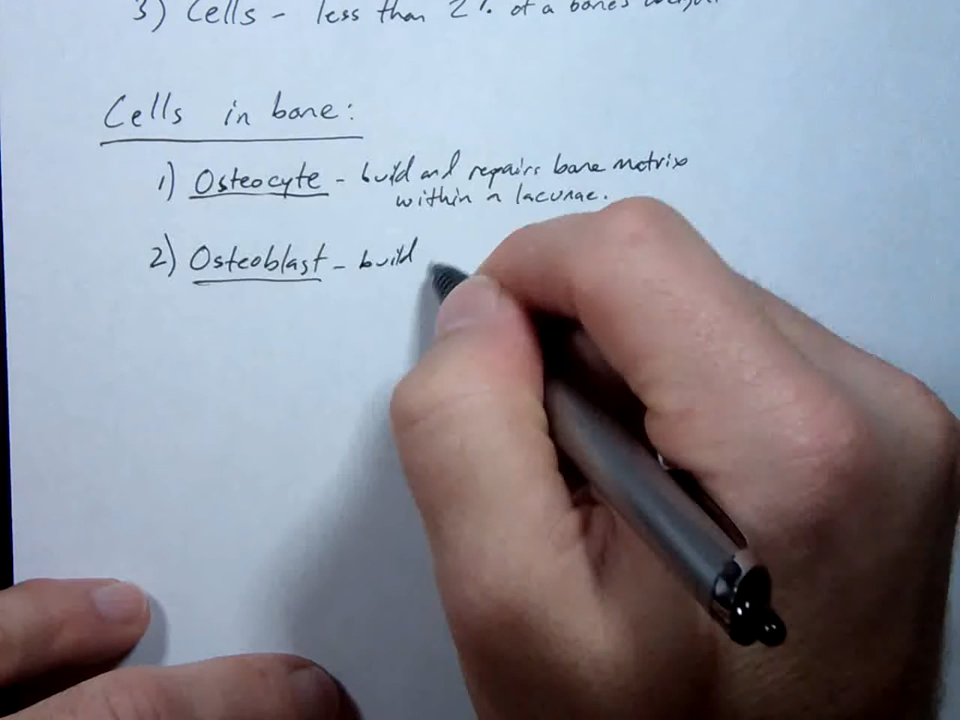 3) Cells - less than 2% of a bones weight.
Cells in bone:
1) Osteocyte - build and repairs bone matrix
within a lacunae.
2) Osteoblast - build